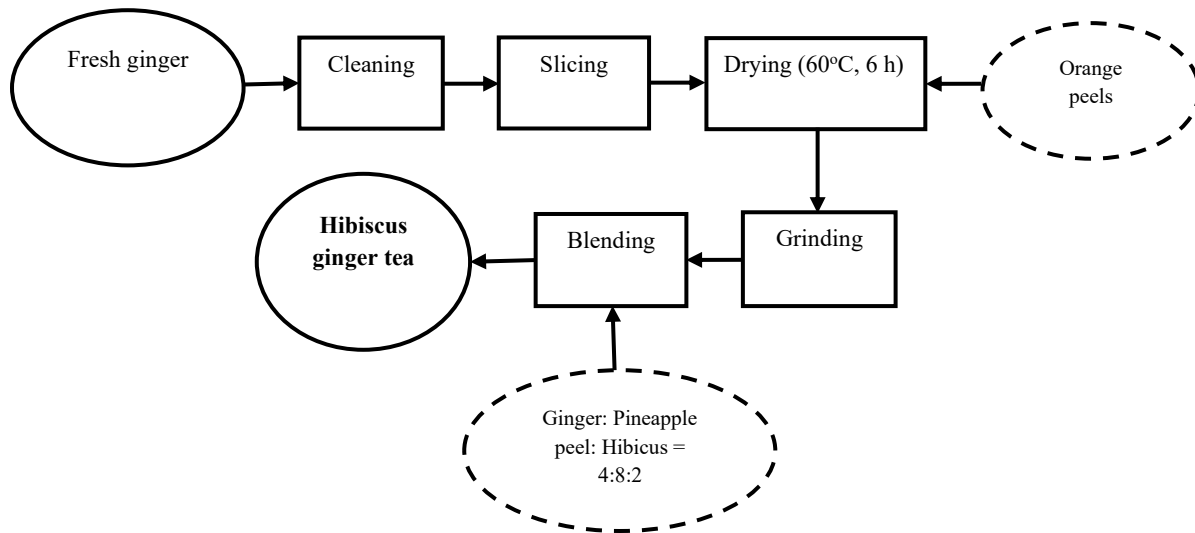 Fresh ginger
Cleaning
Slicing
Drying (60°C, 6 h)
Orange
peels
Hibiscus
ginger tea
Blending
Grinding
Ginger: Pineapple
peel: Hibicus =
4:8:2